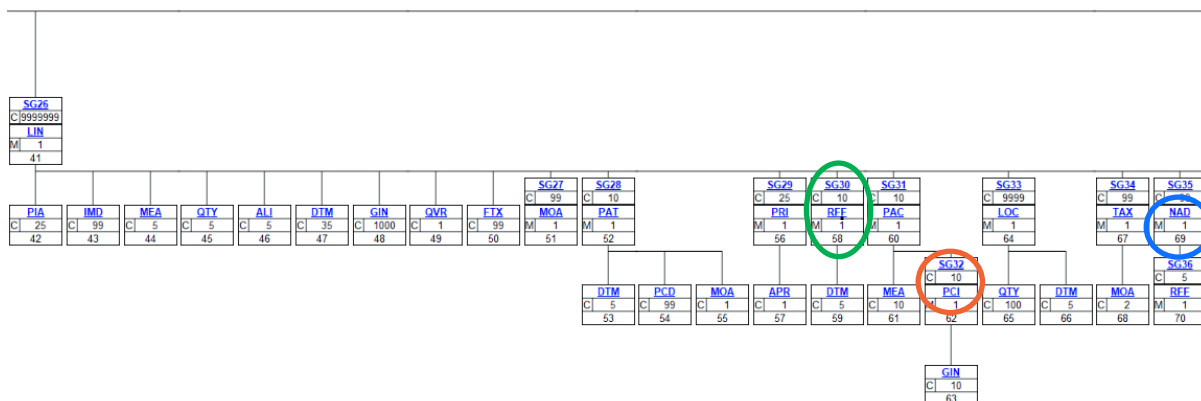 SG26
C 9999999
LIN
M 1
41
SG27 SG28 SG29 SG30 SG31 SG33 SG34 SG35
C 99 C 10 C 25 C 10 C 10 C 9999 C 99 C
PIA IMD MEA QTY ALI DTM GIN QVR FTX MOA PAT PRI RFF PAC LOC TAX NAD
C 25 C 99 C 5 C 5 C 5 C 35 C 1000 C 1 C 99 M 1 M 1 M 1 M 1 M 1 M 1 M 1 M 1
42 43 44 45 46 47 48 49 50 51 52 56 58 60 64 67 69
SG32 SG36
C 10 C 5
DTM PCD MOA APR DTM MEA PCI QTY DTM MOA RFF
C 5 C 99 C 1 C 1 C 5 C 10 M 1 C 100 C 5 C 2 M 1
53 54 55 57 59 61 62 65 66 68 70
GIN
C 10
63